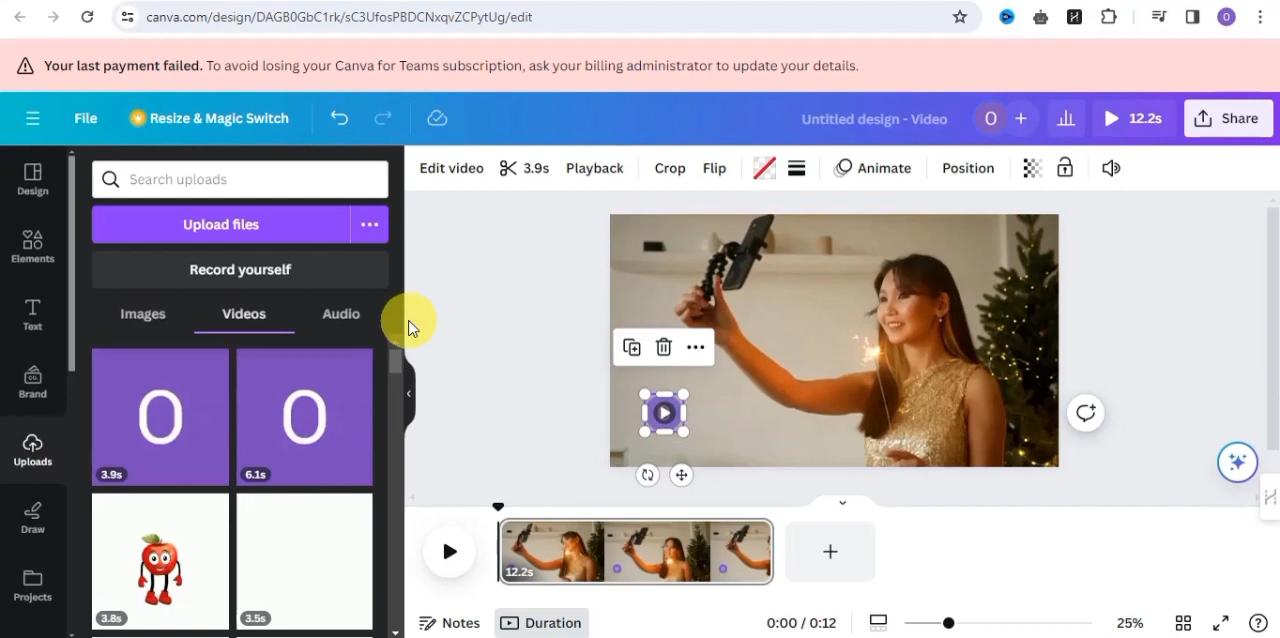 canva.com/design/DAGB0GbC1rk/sC3UfosPBDCNxqvZCPytUg/edit
O
Your last payment failed. To avoid losing your Canva for Teams subscription, ask your billing administrator to update your details.
File
Resize & Magic Switch
Untitled design - Video
O
12.2s
Share
Design
Elements
Text
Brand
Uploads
Draw
Projects
Search uploads
Upload files
Record yourself
Images
Videos
Audio
O
3.9s
O
6.1s
3.8s
3.5s
Edit video
3.9s
Playback
Crop
Flip
Animate
Position
12.2s
Notes
Duration
0:00 / 0:12
25%